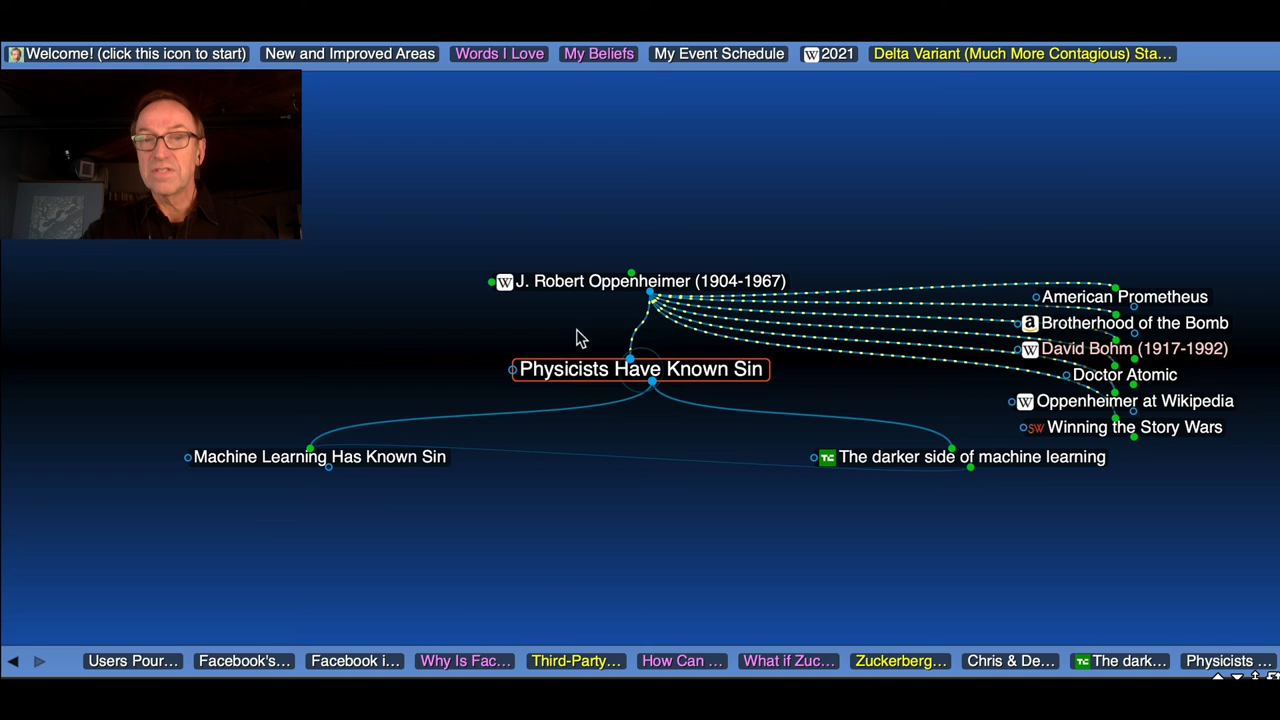 Welcome! (click this icon to start) New and Improved Areas Words I Love My Beliefs My Event Schedule W 2021 Delta Variant (Much More Contagious) Sta...
W J. Robert Oppenheimer (1904-1967)
American Prometheus
a Brotherhood of the Bomb
W David Bohm (1917-1992)
Doctor Atomic
W Oppenheimer at Wikipedia
SW Winning the Story Wars
Physicists Have Known Sin
Machine Learning Has Known Sin
TC The darker side of machine learning
Users Pour... Facebook's... Facebook i... Why Is Fac... Third-Party... How Can ... What if Zuc... Zuckerberg... Chris & De... TC The dark... Physicists ...